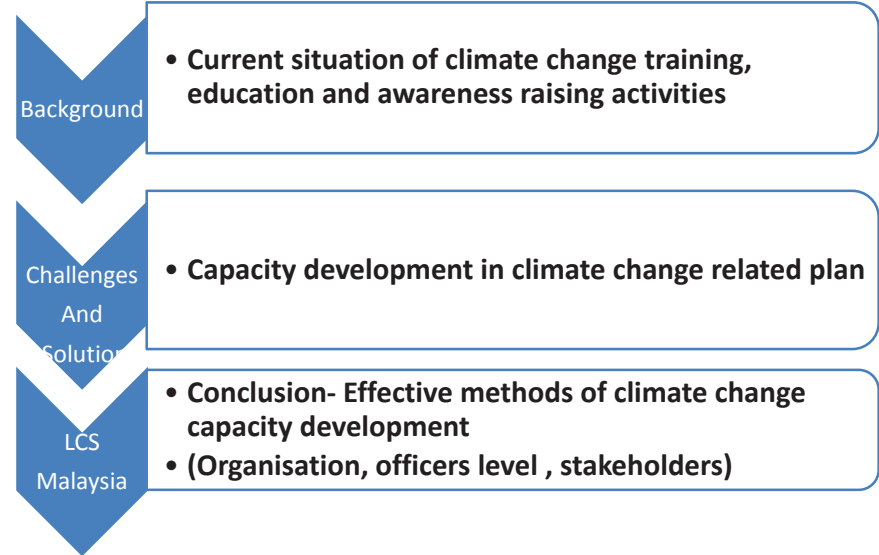 Background
• Current situation of climate change training,
education and awareness raising activities
Challenges
And
Solution
• Capacity development in climate change related plan
LCS
Malaysia
• Conclusion- Effective methods of climate change
capacity development
• (Organisation, officers level , stakeholders)